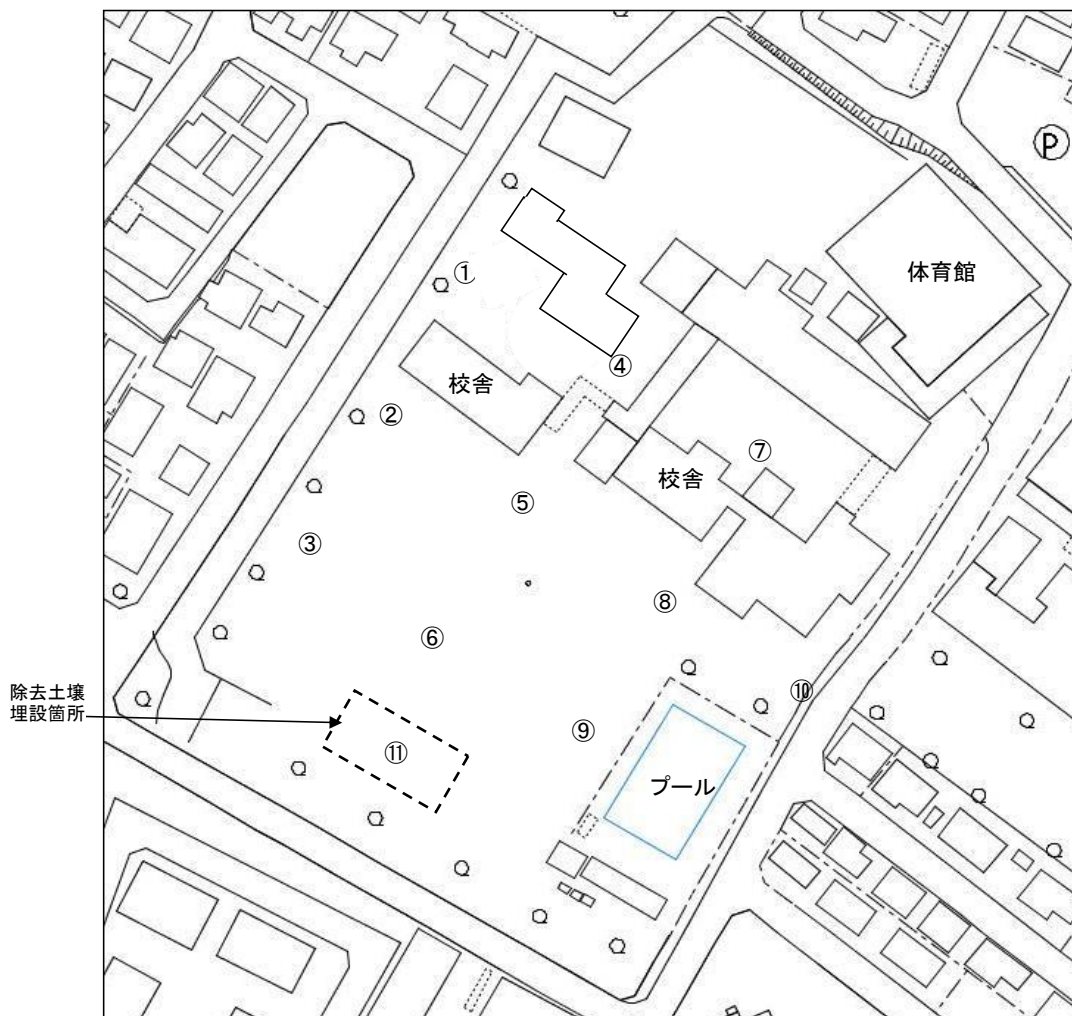 Ⓟ
体育館
①
④
校舎
②
⑦
校舎
⑤
③
⑧
⑥
除去土壌
埋設箇所
⑩
⑨
⑪
プール